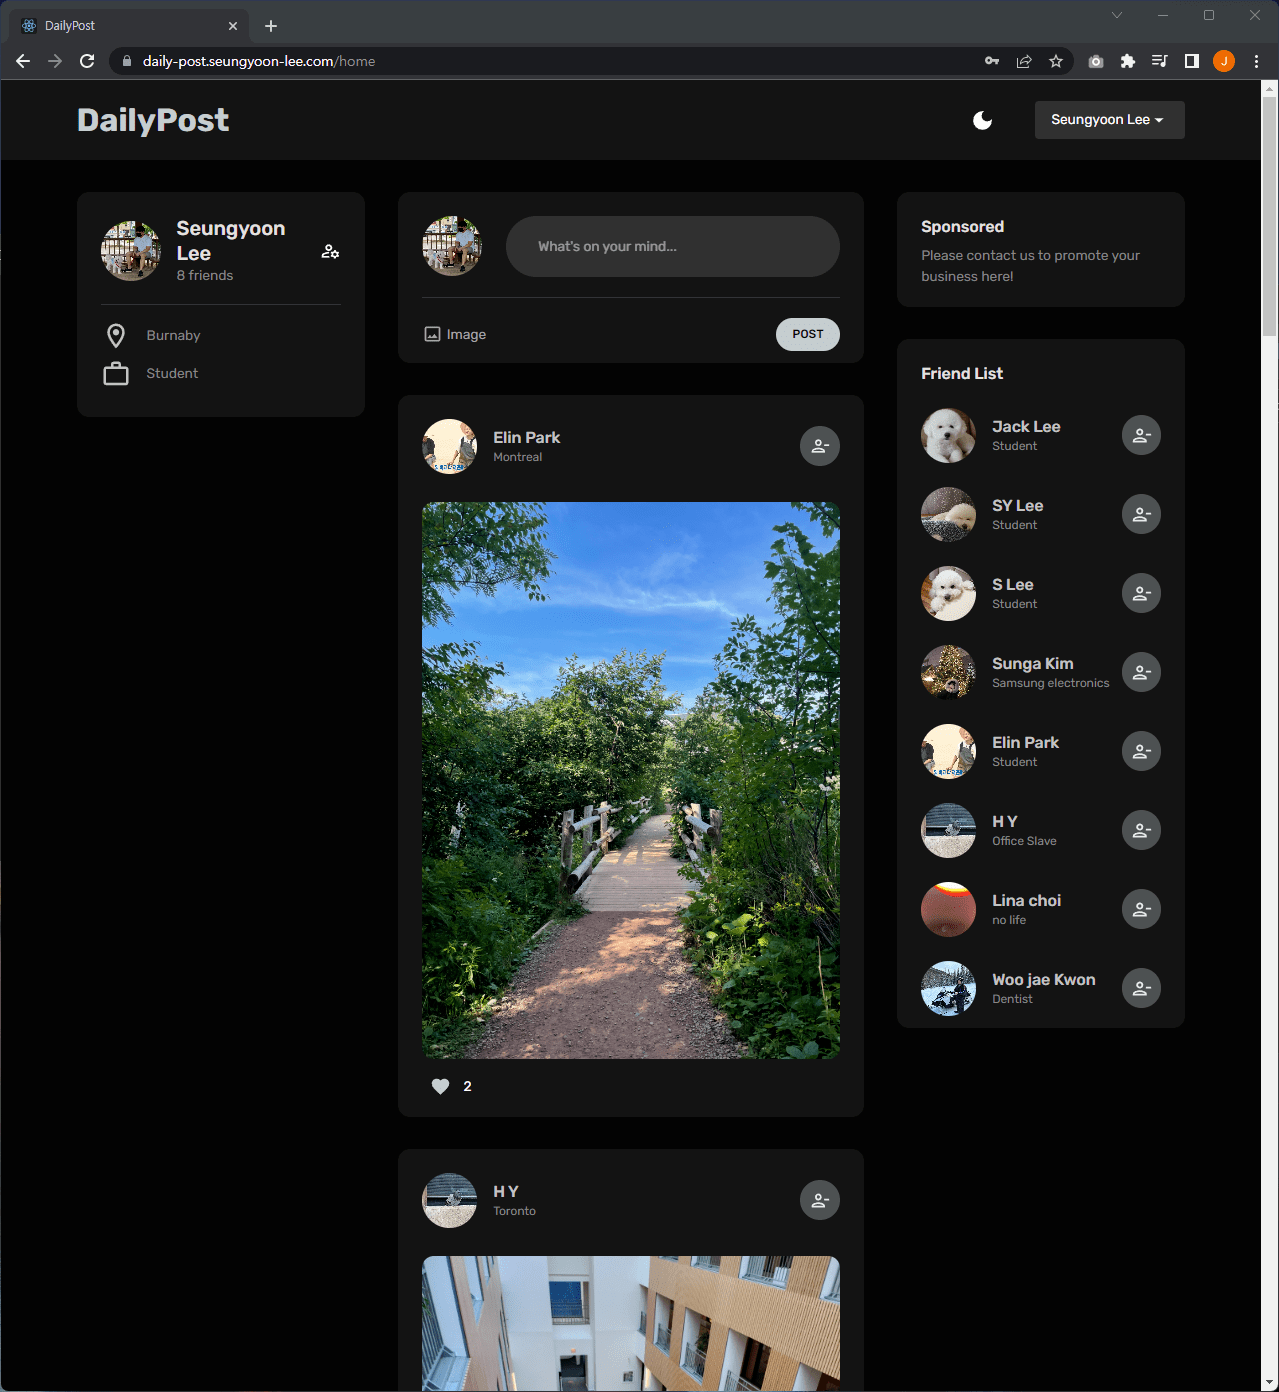 DailyPost
daily-post.seungyoon-lee.com/home
J
DailyPost
Seungyoon Lee
Seungyoon
Lee
8 friends
Burnaby
Student
What's on your mind...
Image
POST
Elin Park
Montreal
2
H Y
Toronto
Sponsored
Please contact us to promote your
business here!
Friend List
Jack Lee
Student
SY Lee
Student
S Lee
Student
Sunga Kim
Samsung electronics
Elin Park
Student
H Y
Office Slave
Lina choi
no life
Woo jae Kwon
Dentist